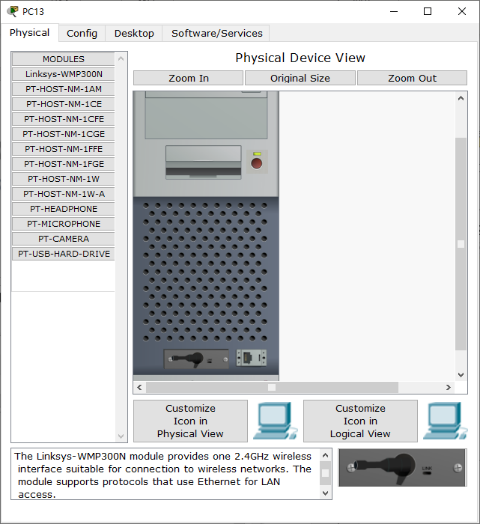 PC13
Physical Config Desktop Software/Services
MODULES
Linksys-WMP300N
PT-HOST-NM-1AM
PT-HOST-NM-1CE
PT-HOST-NM-1CFE
PT-HOST-NM-1CGE
PT-HOST-NM-1FFE
PT-HOST-NM-1FGE
PT-HOST-NM-1W
PT-HOST-NM-1W-A
PT-HEADPHONE
PT-MICROPHONE
PT-CAMERA
PT-USB-HARD-DRIVE
Physical Device View
Zoom In Original Size Zoom Out
Customize
Icon in
Physical View
Customize
Icon in
Logical View
The Linksys-WMP300N module provides one 2.4GHz wireless
interface suitable for connection to wireless networks. The
module supports protocols that use Ethernet for LAN
access.